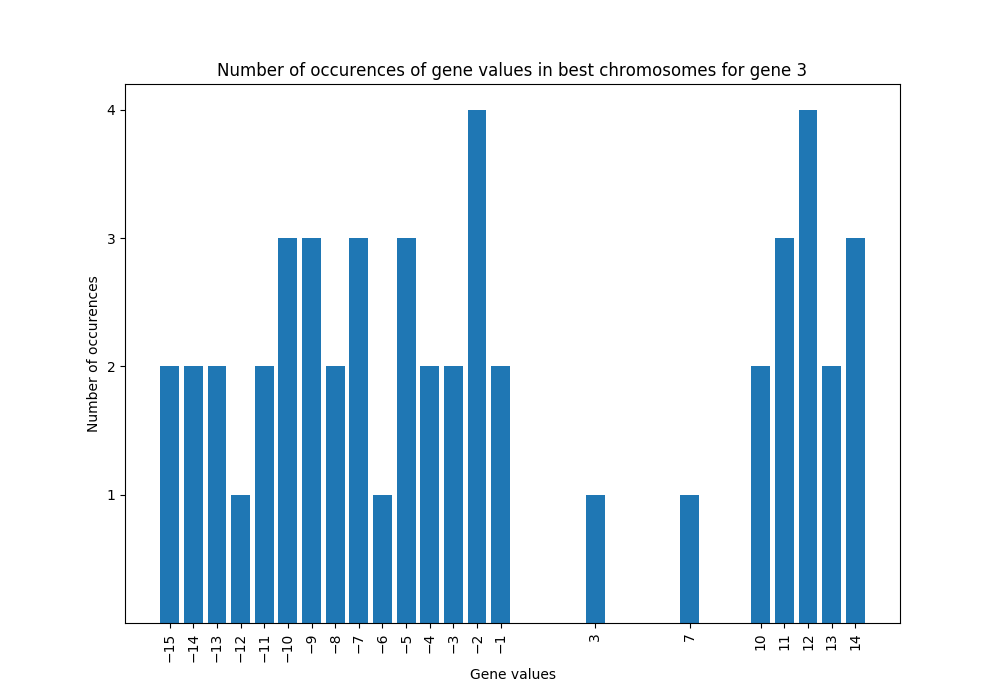 Number of occurences of gene values in best chromosomes for gene 3
4
3
2
1
Number of occurences
−15 −14 −13 −12 −11 −10 −9 −8 −7 −6 −5 −4 −3 −2 −1 3 7 10 11 12 13 14
Gene values